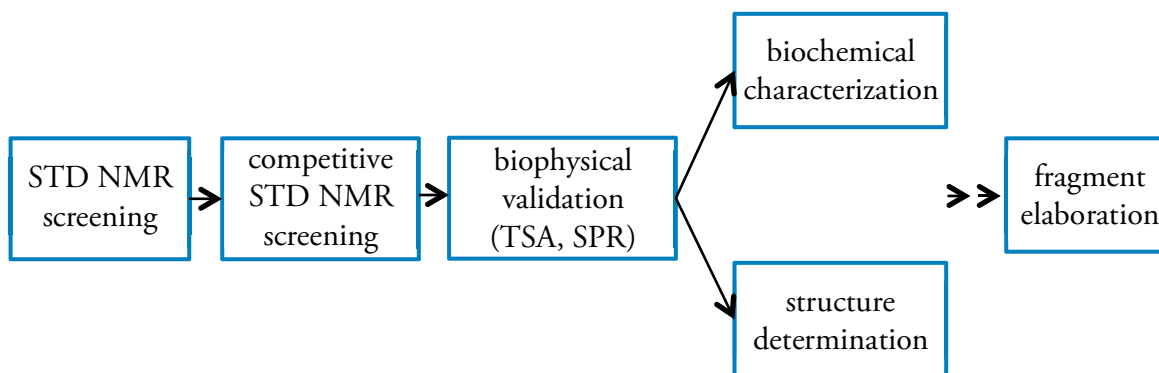 STD NMR
screening
competitive
STD NMR
screening
biophysical
validation
(TSA, SPR)
biochemical
characterization
structure
determination
fragment
elaboration